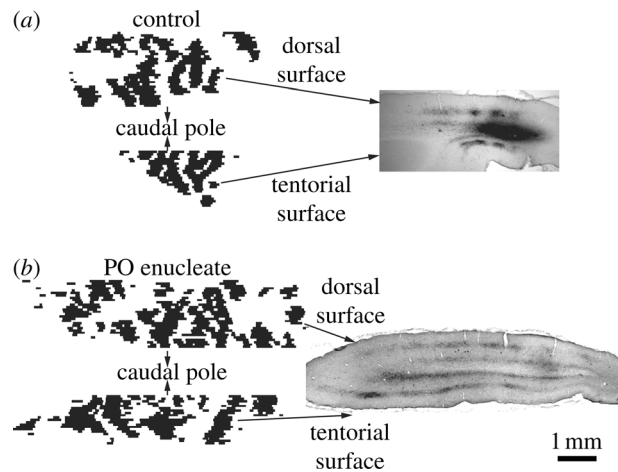 (a)
control
dorsal
surface
caudal pole
tentorial
surface
(b)
PO enucleate
dorsal
surface
caudal pole
tentorial
surface
1 mm